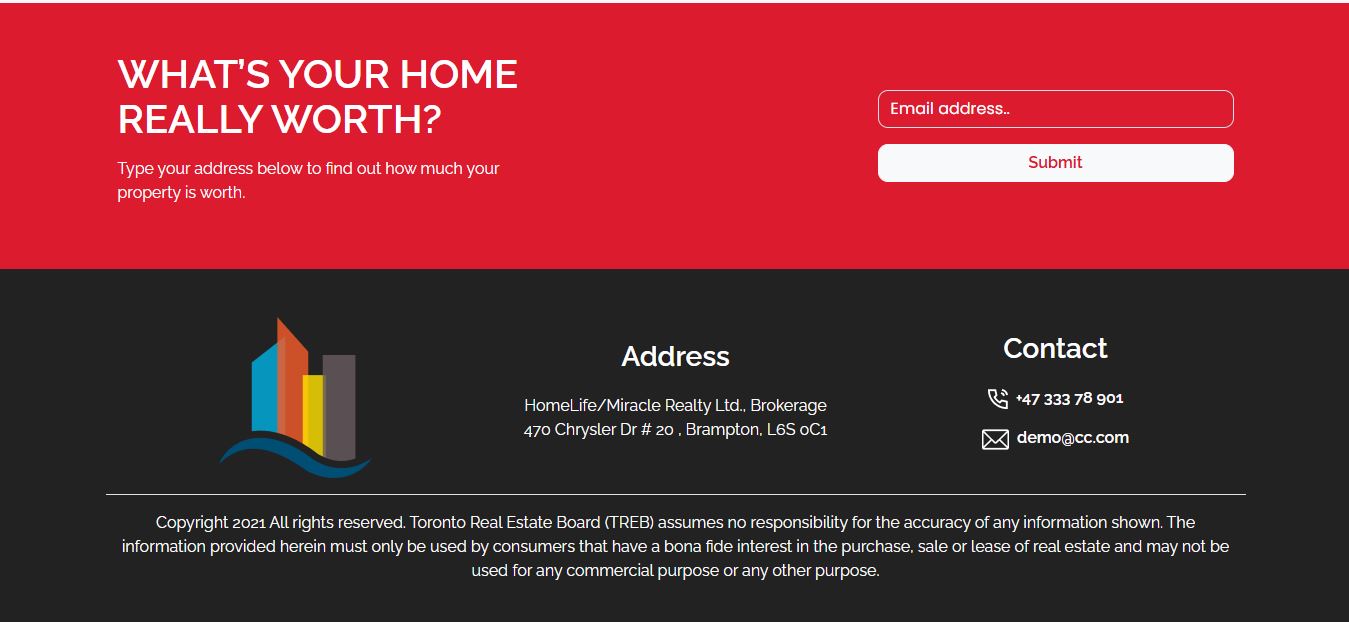 WHAT'S YOUR HOME
REALLY WORTH?
Type your address below to find out how much your
property is worth.
Email address..
Submit
Address
HomeLife/Miracle Realty Ltd., Brokerage
470 Chrysler Dr # 20 , Brampton, L6S 0C1
Contact
+47 333 78 901
demo@cc.com
Copyright 2021 All rights reserved. Toronto Real Estate Board (TREB) assumes no responsibility for the accuracy of any information shown. The
information provided herein must only be used by consumers that have a bona fide interest in the purchase, sale or lease of real estate and may not be
used for any commercial purpose or any other purpose.